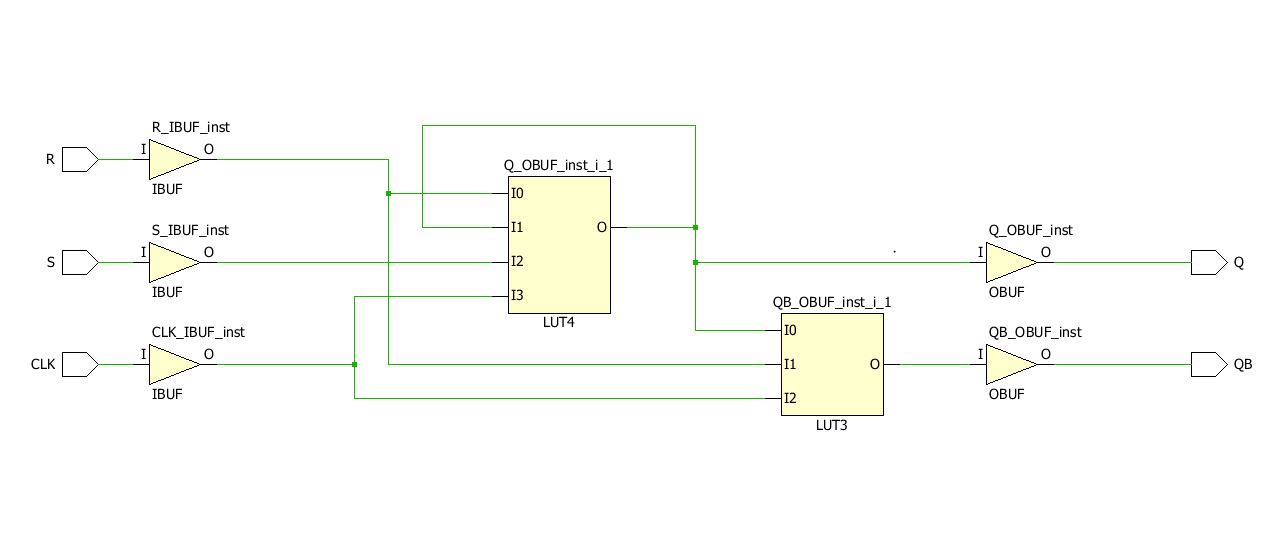 R_IBUF_inst
R
I
O
IBUF
Q_OBUF_inst_i_1
I0
I1
I2
I3
O
LUT4
S_IBUF_inst
S
I
O
IBUF
Q_OBUF_inst
I
O
Q
OBUF
CLK_IBUF_inst
CLK
I
O
IBUF
QB_OBUF_inst_i_1
I0
I1
I2
O
LUT3
QB_OBUF_inst
I
O
QB
OBUF